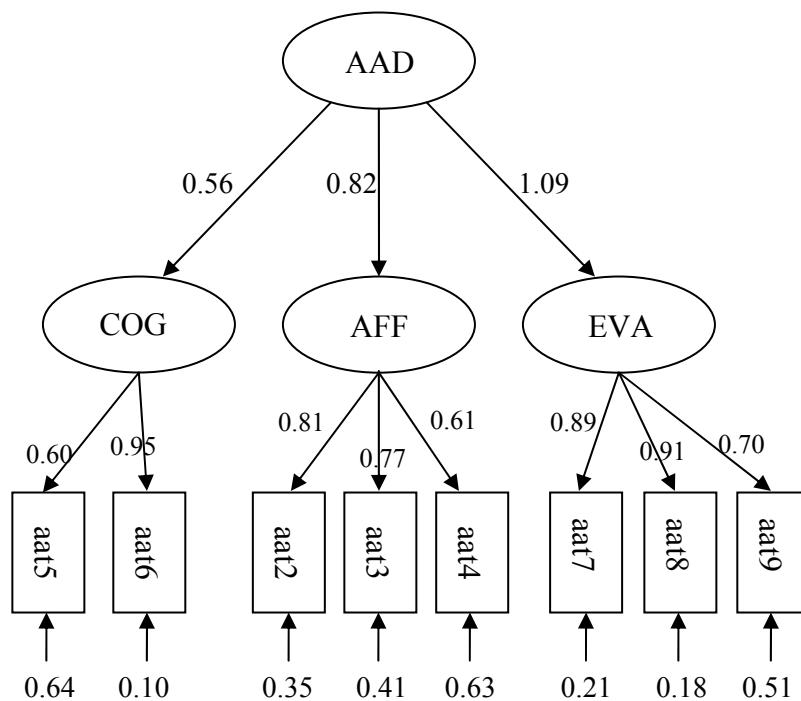 AAD
0.56 0.82 1.09
COG AFF EVA
0.60 0.95 0.81 0.77 0.61 0.89 0.91 0.70
aat5 aat6 aat2 aat3 aat4 aat7 aat8 aat9
0.64 0.10 0.35 0.41 0.63 0.21 0.18 0.51